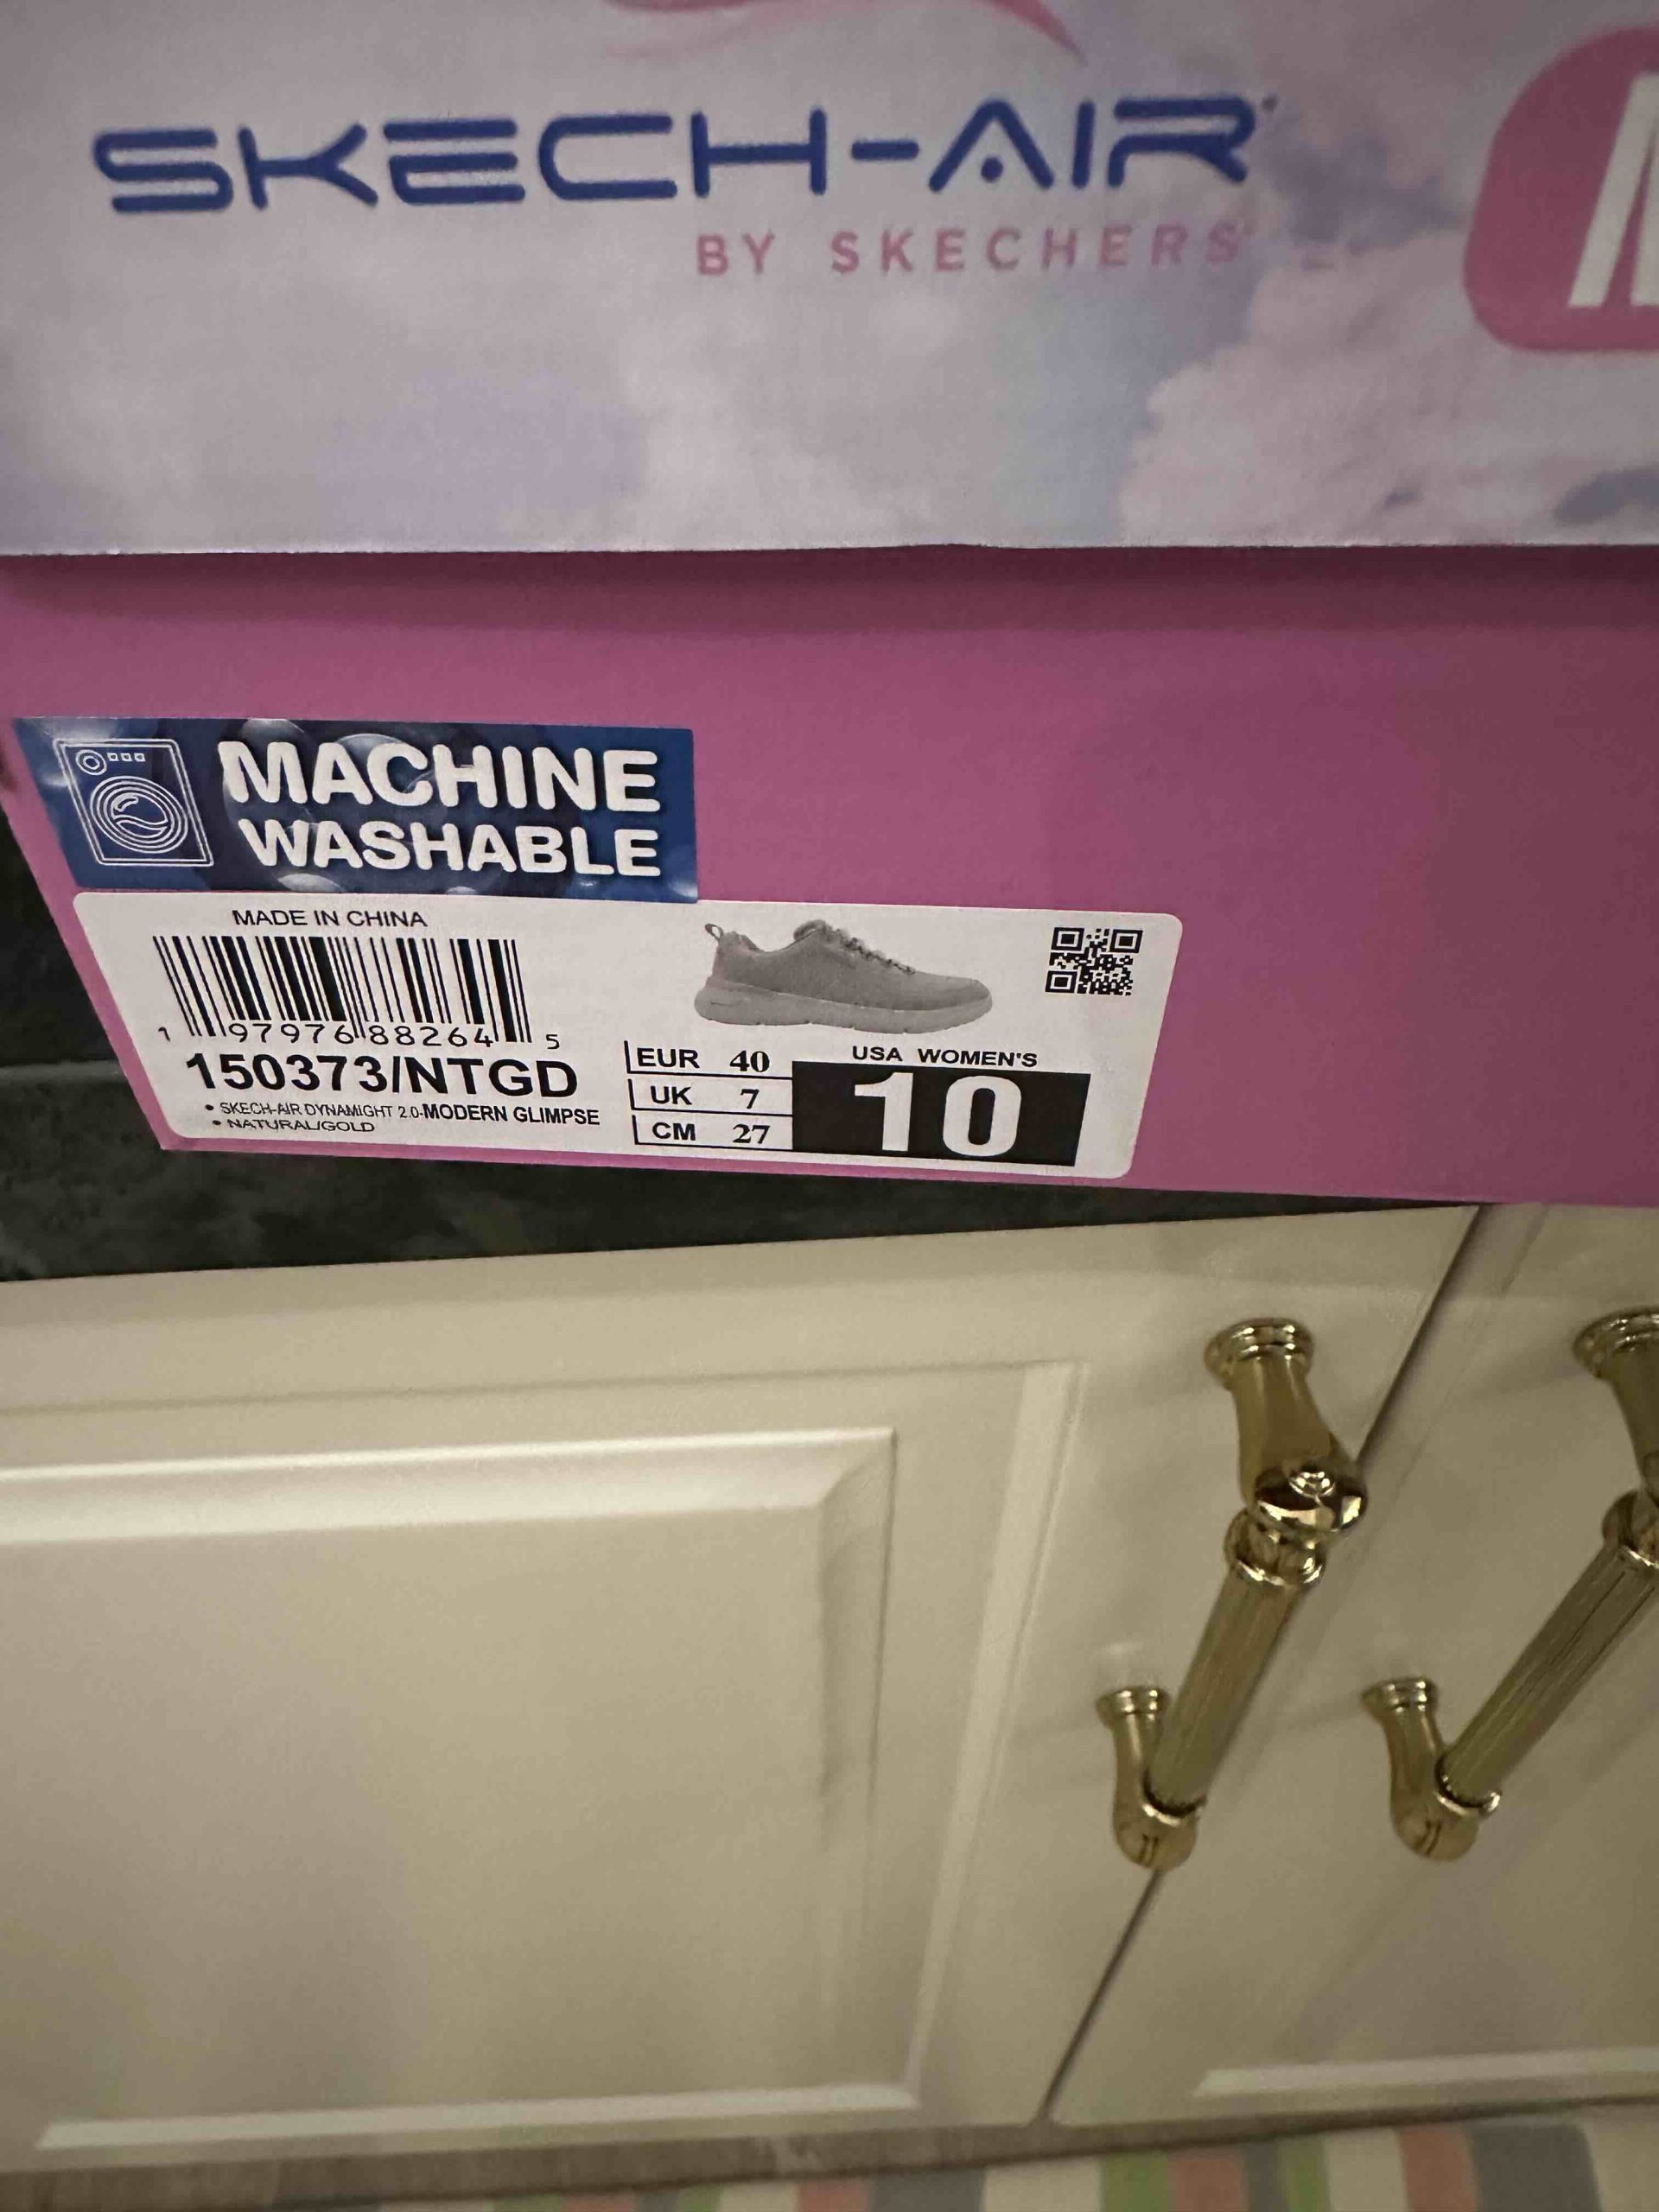 SKECH-AIR
BY SKECHERS
MACHINE
WASHABLE
MADE IN CHINA
1 97976 88264 5
150373/NTGD
• SKECH-AIR DYNAMIGHT 2.0-MODERN GLIMPSE
• NATURAL/GOLD
EUR 40
UK 7
CM 27
USA WOMEN'S
10